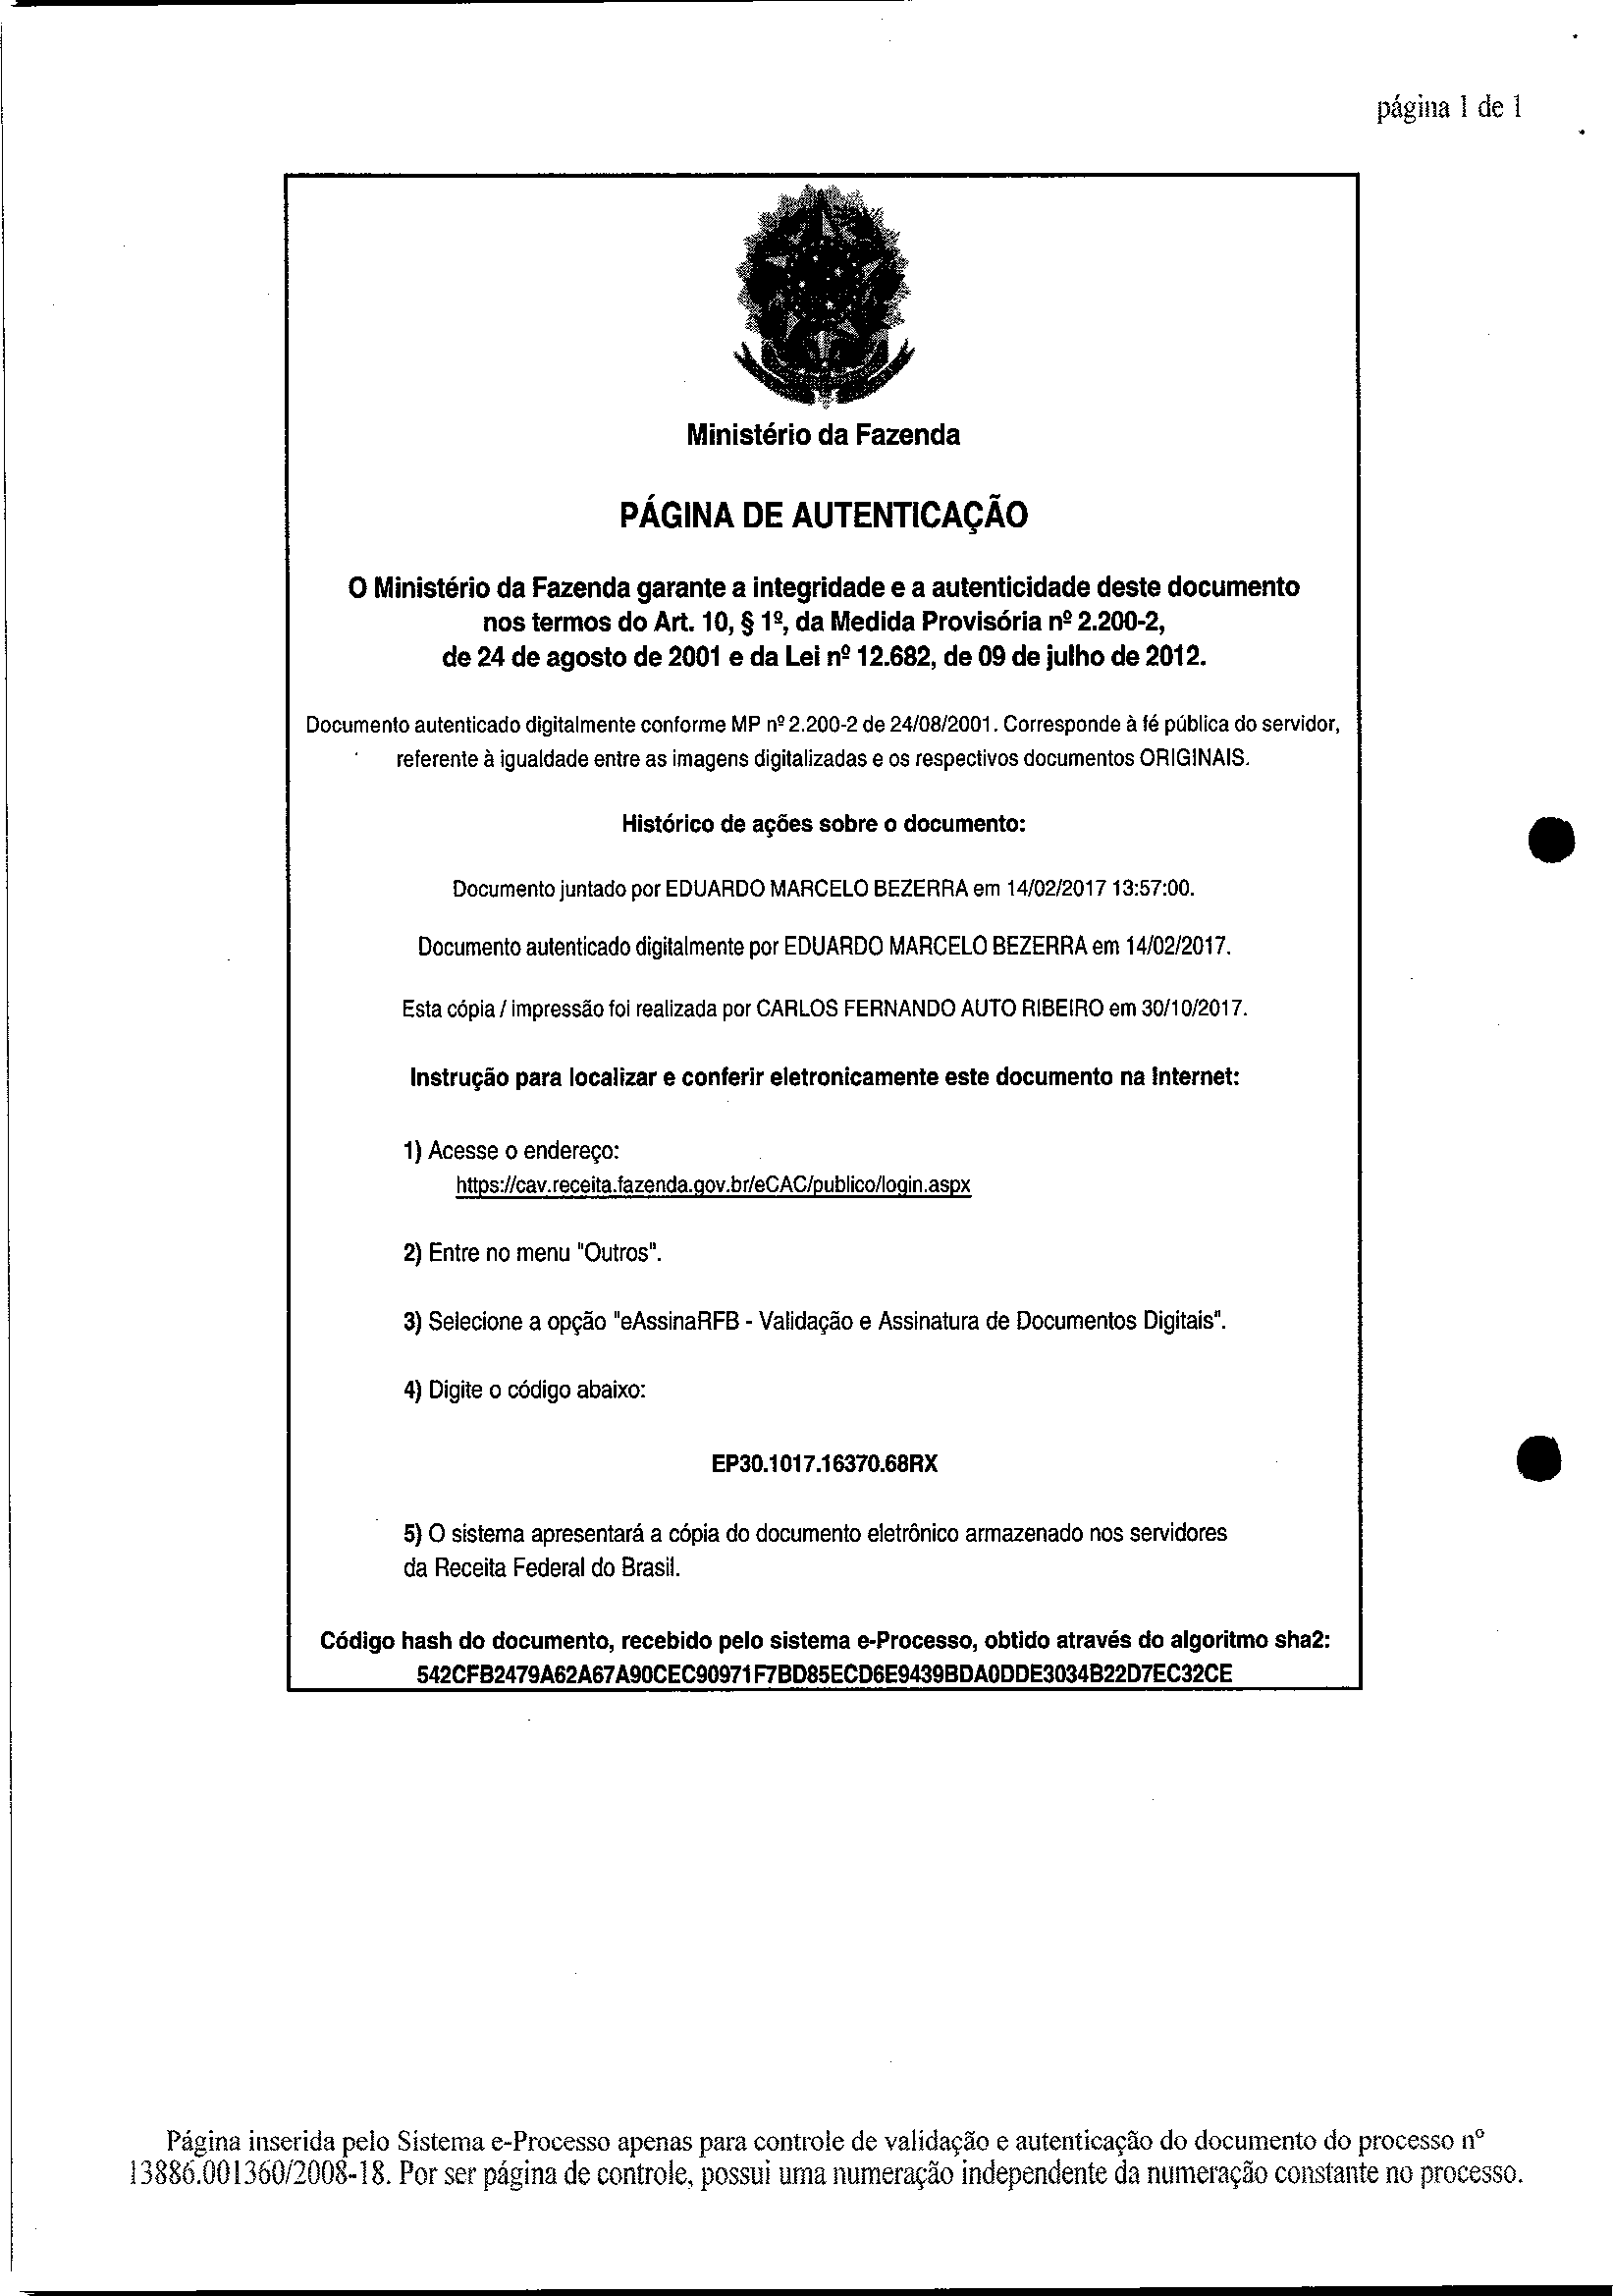 página 1 de 1
Ministério da Fazenda
PÁGINA DE AUTENTICAÇÃO
O Ministério da Fazenda garante a integridade e a autenticidade deste documento
nos termos do Art. 10, § 1º, da Medida Provisória nº 2.200-2,
de 24 de agosto de 2001 e da Lei nº 12.682, de 09 de julho de 2012.
Documento autenticado digitalmente conforme MP nº 2.200-2 de 24/08/2001. Corresponde à fé pública do servidor,
referente à igualdade entre as imagens digitalizadas e os respectivos documentos ORIGINAIS.
Histórico de ações sobre o documento:
Documento juntado por EDUARDO MARCELO BEZERRA em 14/02/2017 13:57:00.
Documento autenticado digitalmente por EDUARDO MARCELO BEZERRA em 14/02/2017.
Esta cópia / impressão foi realizada por CARLOS FERNANDO AUTO RIBEIRO em 30/10/2017.
Instrução para localizar e conferir eletronicamente este documento na Internet:
1) Acesse o endereço:
https://cav.receita.fazenda.gov.br/eCAC/publico/login.aspx
2) Entre no menu "Outros".
3) Selecione a opção "eAssinaRFB - Validação e Assinatura de Documentos Digitais".
4) Digite o código abaixo:
EP30.1017.16370.68RX
5) O sistema apresentará a cópia do documento eletrônico armazenado nos servidores
da Receita Federal do Brasil.
Código hash do documento, recebido pelo sistema e-Processo, obtido através do algoritmo sha2:
542CFB2479A62A67A90CEC90971F7BD85ECD6E9439BDA0DDE3034B22D7EC32CE
Página inserida pelo Sistema e-Processo apenas para controle de validação e autenticação do documento do processo nº
13886.001360/2008-18. Por ser página de controle, possui uma numeração independente da numeração constante no processo.